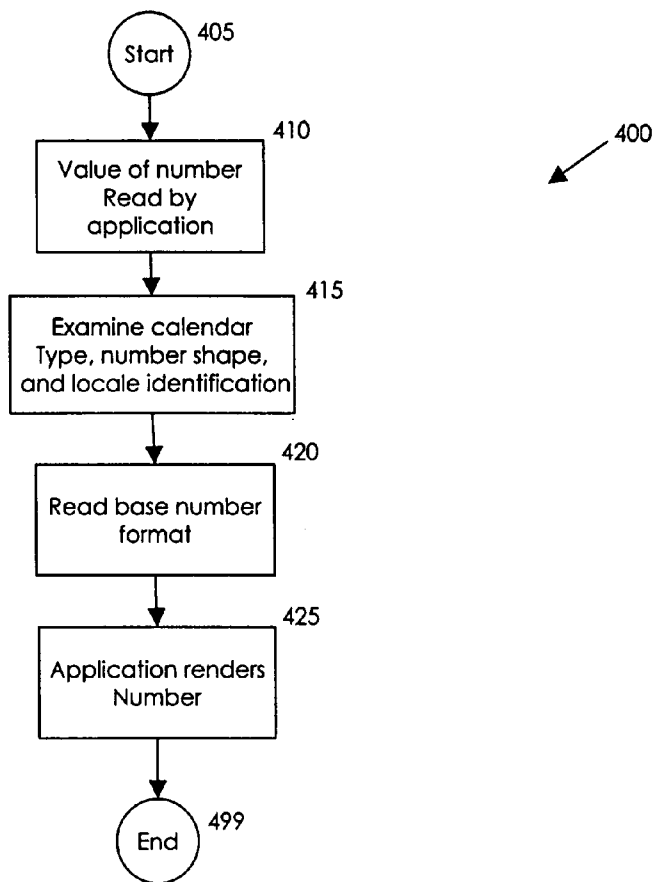 405
Start
410
400
Value of number
Read by
application
415
Examine calendar
Type, number shape,
and locale identification
420
Read base number
format
425
Application renders
Number
499
End